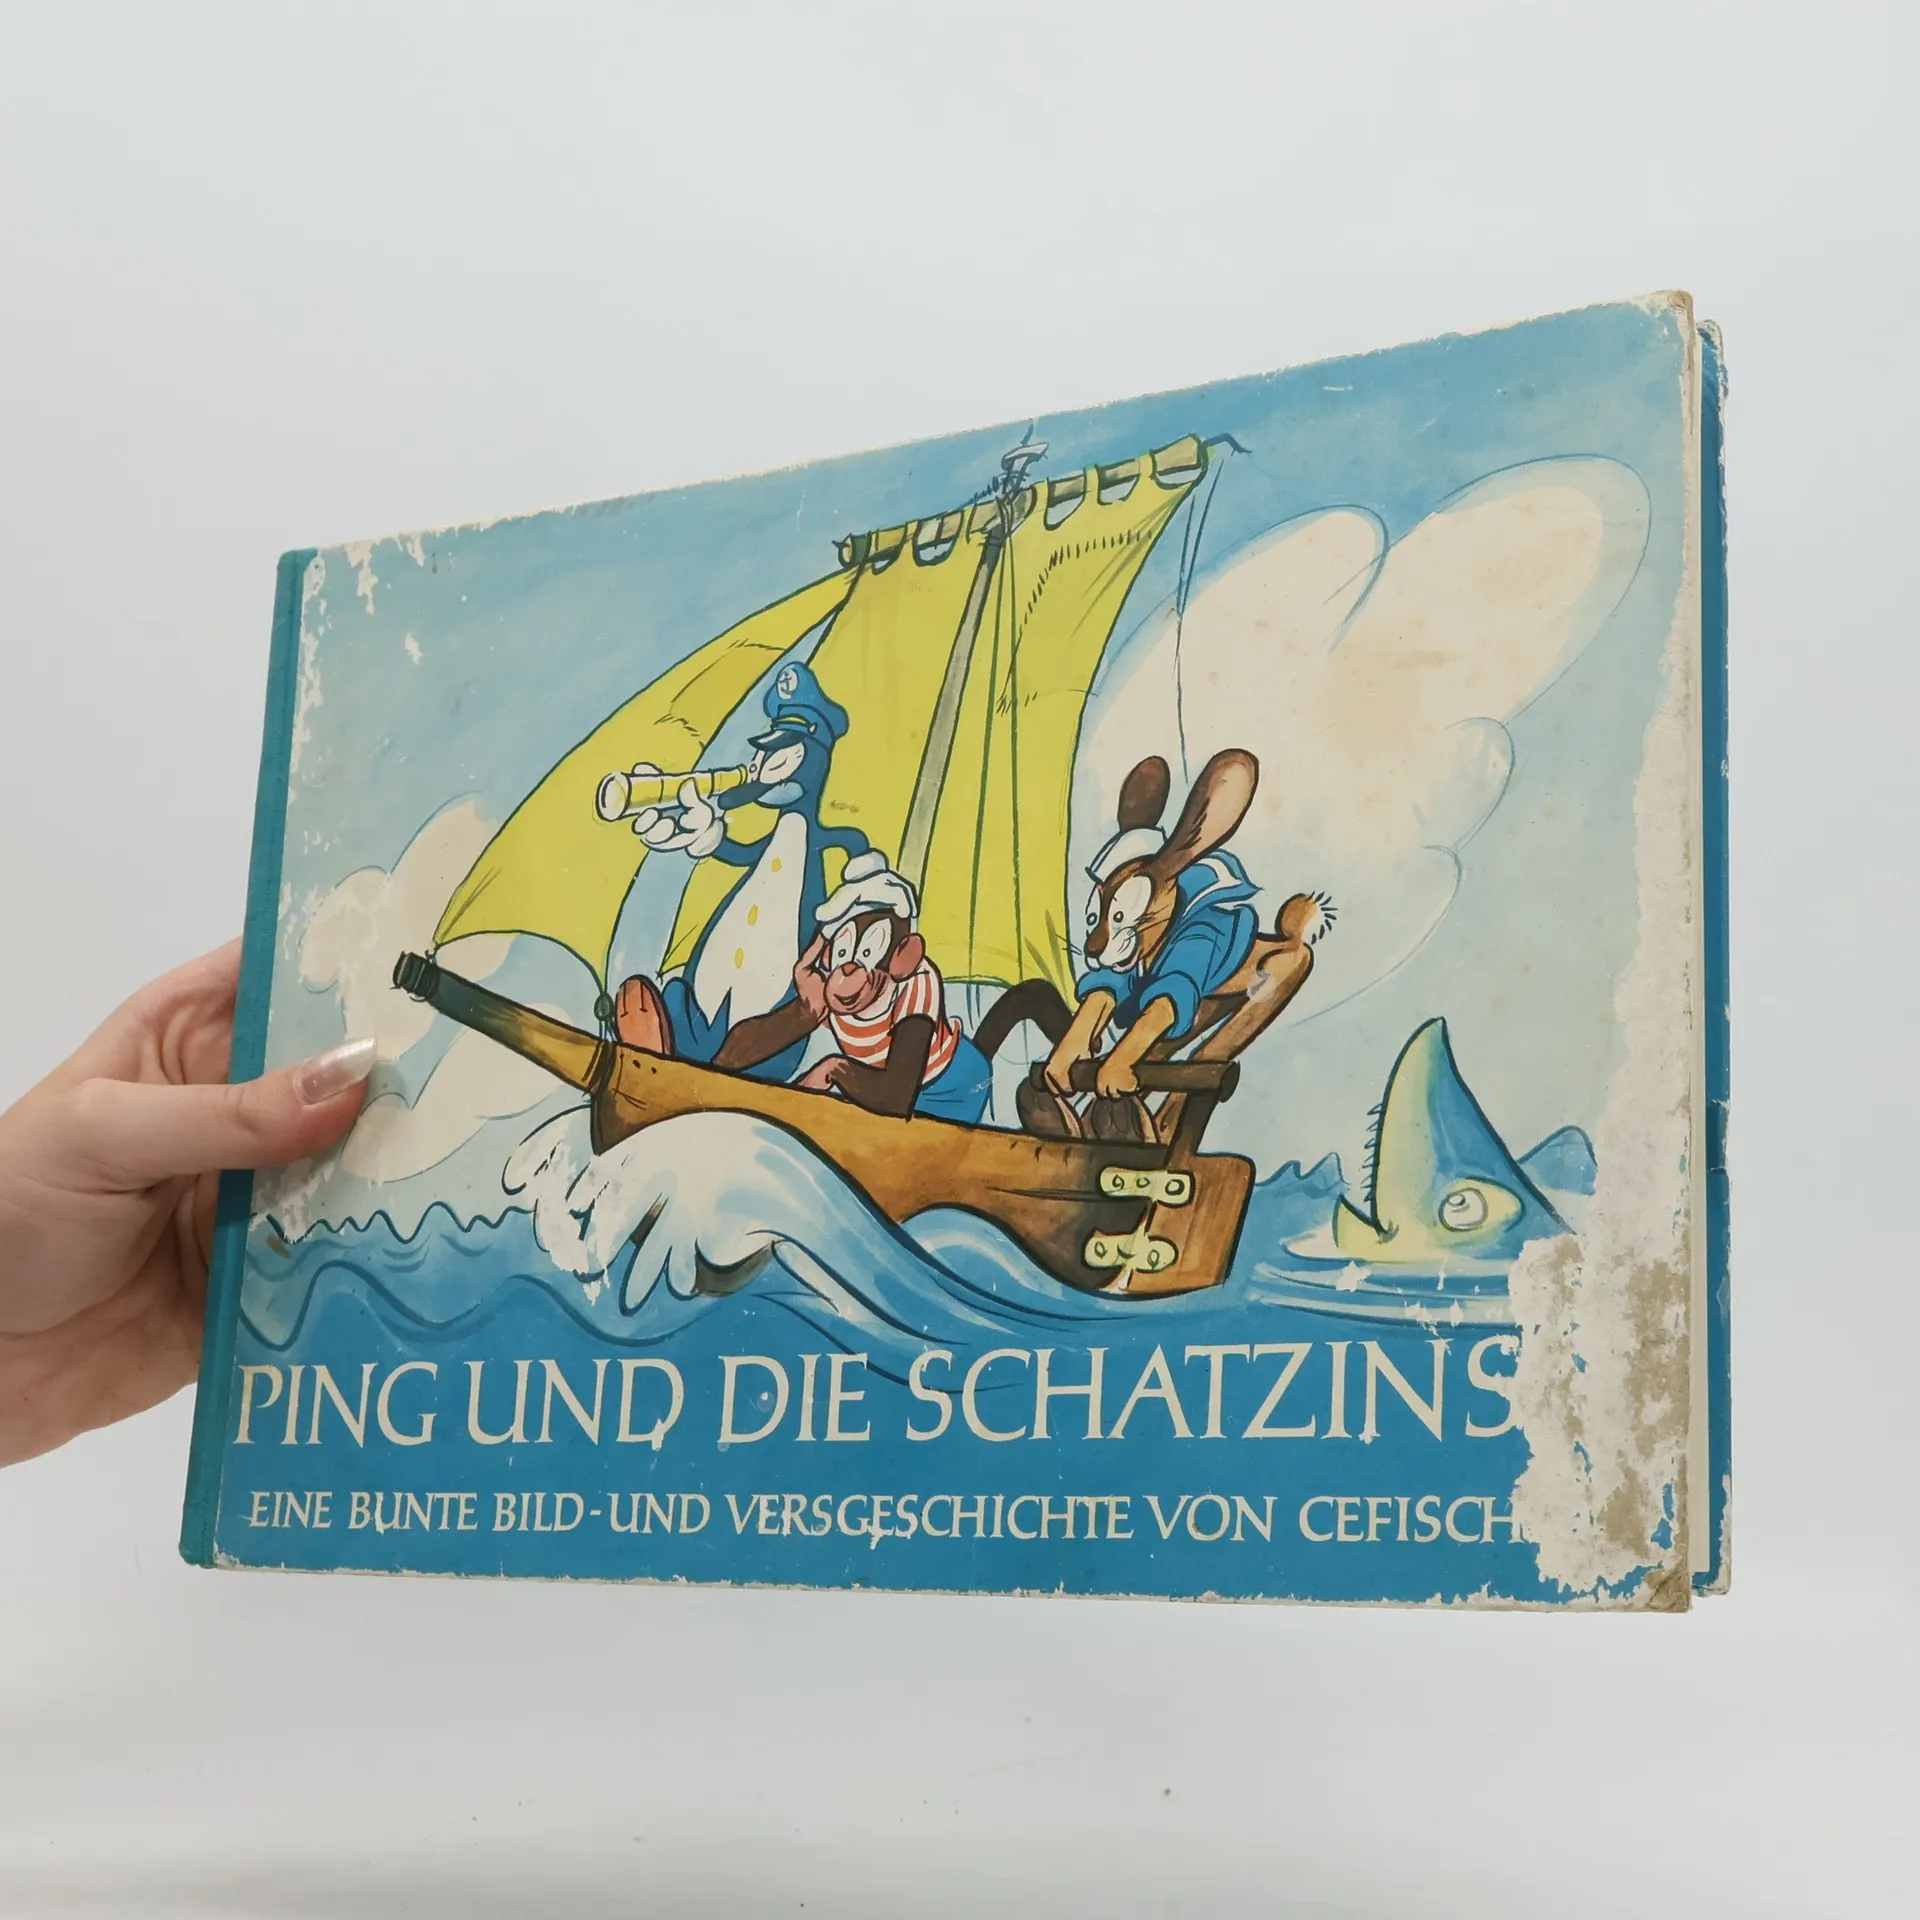 PING UND DIE SCHATZINS
EINE BUNTE BILD-UND VERSGESCHICHTE VON CEFISCH